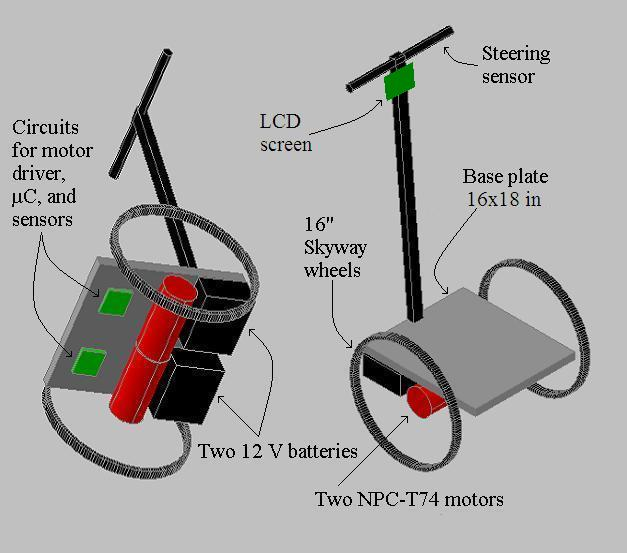 Steering
sensor
LCD
screen
Circuits
for motor
driver,
μC, and
sensors
Base plate
16x18 in
16"
Skyway
wheels
Two 12 V batteries
Two NPC-T74 motors